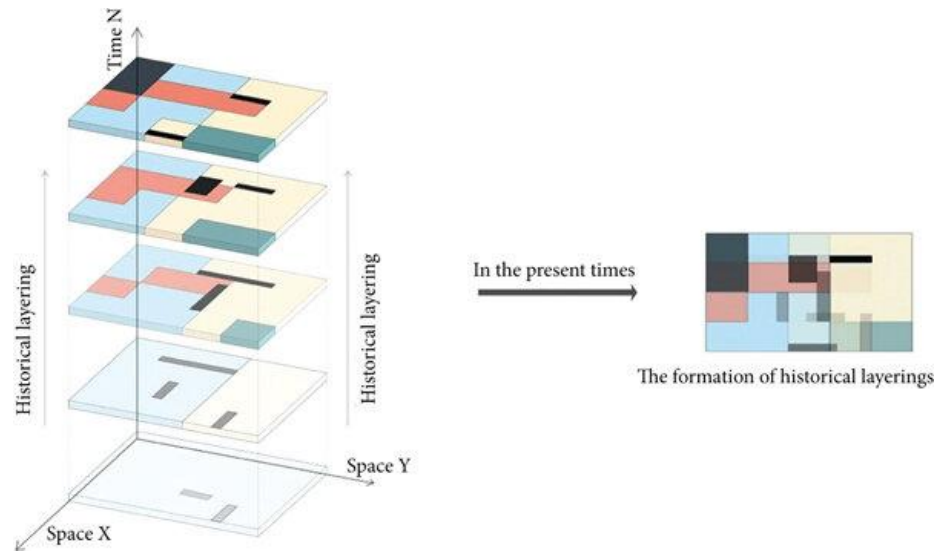 Time N
Historical layering
Historical layering
Space Y
Space X
In the present times
The formation of historical layerings